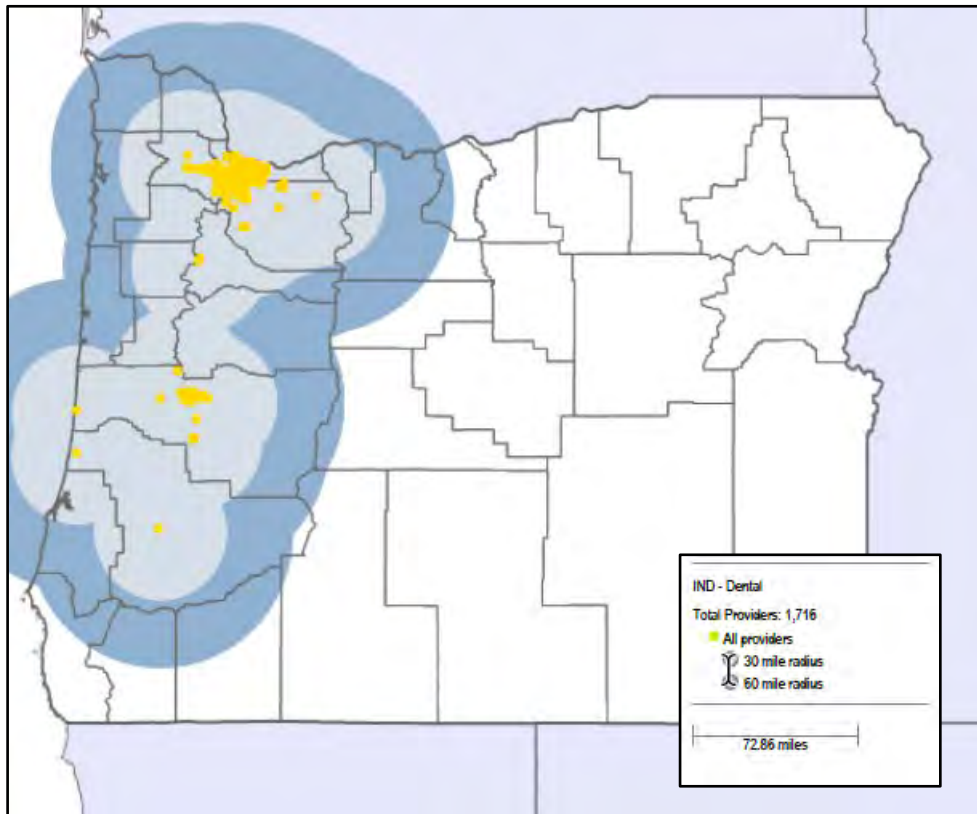 IND - Dental
Total Providers: 1,716
All providers
30 mile radius
60 mile radius
72.86 miles